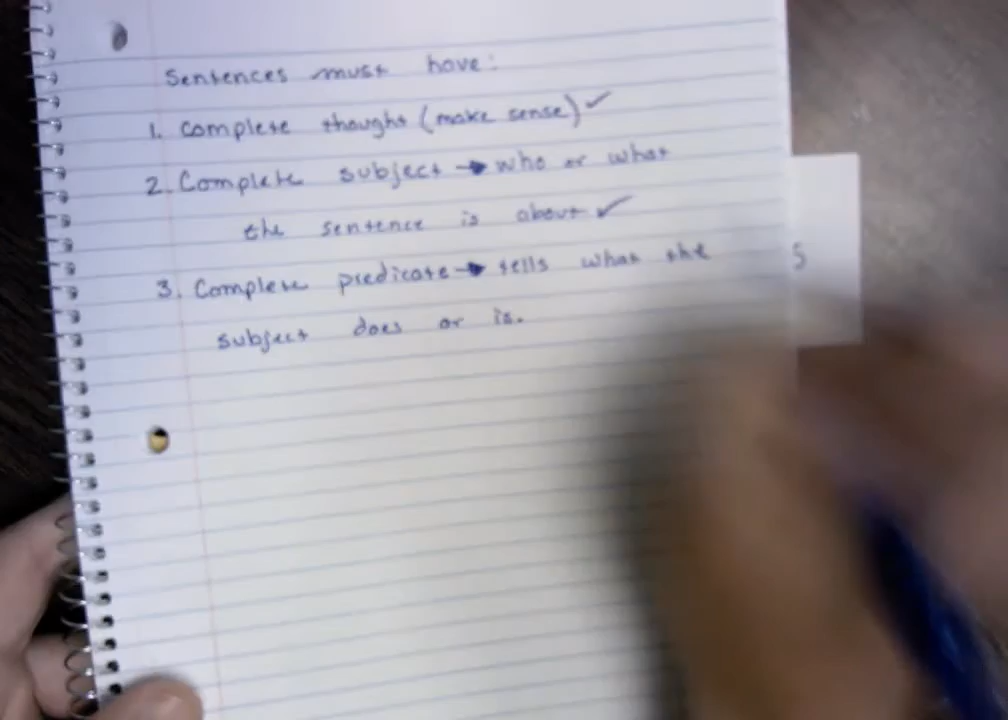 Sentences must have:
1. Complete thought (make sense) ✓
2. Complete subject → who or what
the sentence is about ✓
3. Complete predicate → tells what the
subject does or is.
S